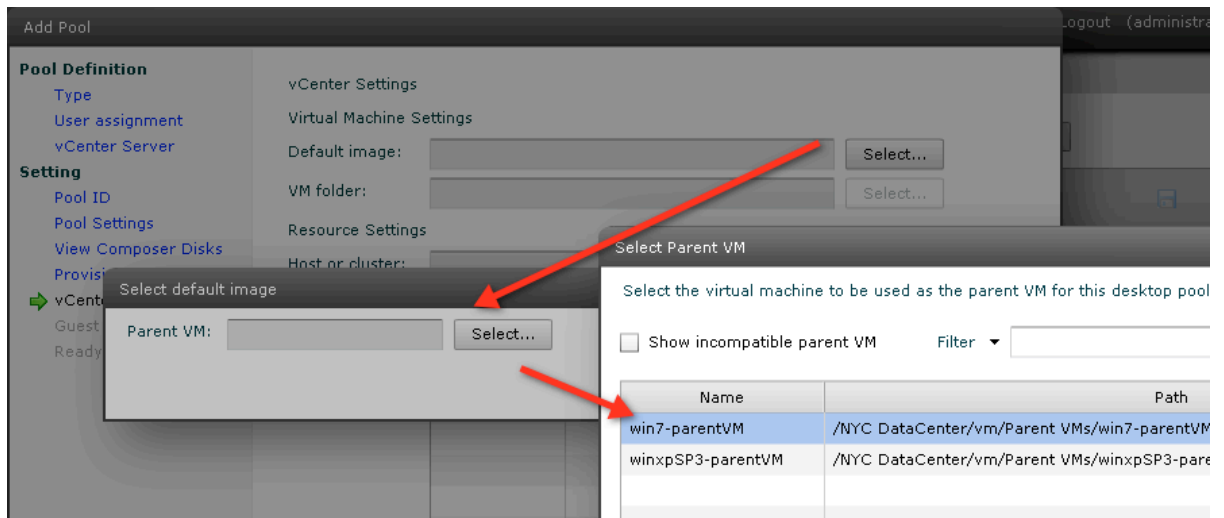 Add Pool
Logout (administra
Pool Definition
Type
User assignment
vCenter Server
Setting
Pool ID
Pool Settings
View Composer Disks
Provisi
vCente
Guest
Ready
vCenter Settings
Virtual Machine Settings
Default image:
Select...
VM folder:
Select...
Resource Settings
Host or cluster:
Select default image
Parent VM:
Select...
Select Parent VM
Select the virtual machine to be used as the parent VM for this desktop pool
Show incompatible parent VM
Filter
Name
Path
win7-parentVM
/NYC DataCenter/vm/Parent VMs/win7-parentVM
winxpSP3-parentVM
/NYC DataCenter/vm/Parent VMs/winxpSP3-pare